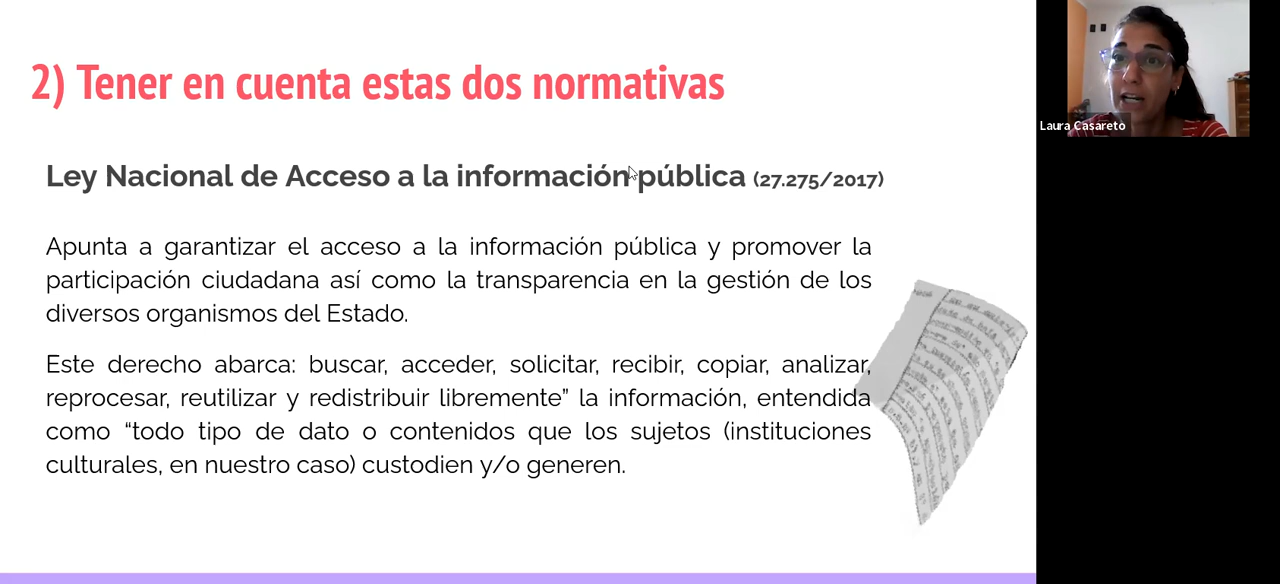 2) Tener en cuenta estas dos normativas
Ley Nacional de Acceso a la información pública (27.275/2017)
Apunta a garantizar el acceso a la información pública y promover la
participación ciudadana así como la transparencia en la gestión de los
diversos organismos del Estado.
Este derecho abarca: buscar, acceder, solicitar, recibir, copiar, analizar,
reprocesar, reutilizar y redistribuir libremente” la información, entendida
como “todo tipo de dato o contenidos que los sujetos (instituciones
culturales, en nuestro caso) custodien y/o generen.
Laura Casareto